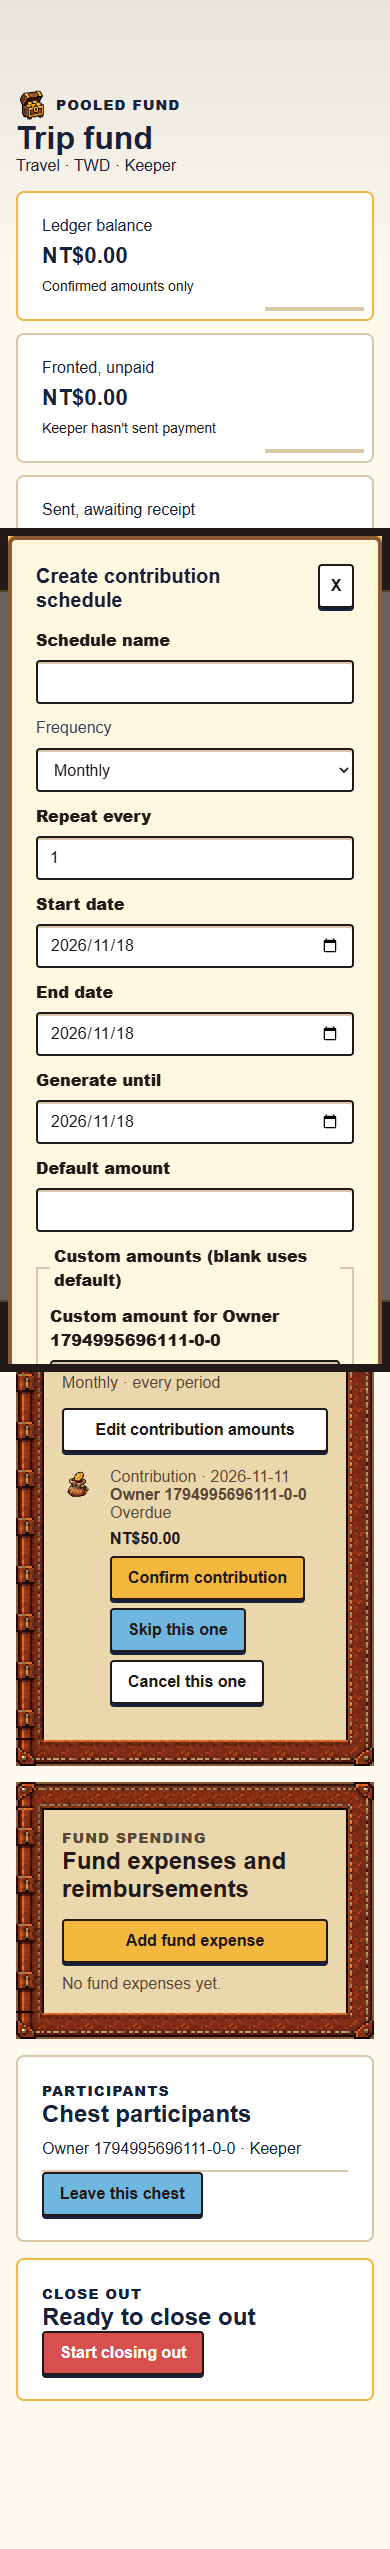 POOLED FUND
Trip fund
Travel · TWD · Keeper
Ledger balance
NT$0.00
Confirmed amounts only
Fronted, unpaid
NT$0.00
Keeper hasn't sent payment
Sent, awaiting receipt
Create contribution
schedule
X
Schedule name
Frequency
Monthly
Repeat every
1
Start date
2026/11/18
End date
2026/11/18
Generate until
2026/11/18
Default amount
Custom amounts (blank uses
default)
Custom amount for Owner
1794995696111-0-0
Monthly · every period
Edit contribution amounts
Contribution · 2026-11-11
Owner 1794995696111-0-0
Overdue
NT$50.00
Confirm contribution
Skip this one
Cancel this one
FUND SPENDING
Fund expenses and
reimbursements
Add fund expense
No fund expenses yet.
PARTICIPANTS
Chest participants
Owner 1794995696111-0-0 · Keeper
Leave this chest
CLOSE OUT
Ready to close out
Start closing out